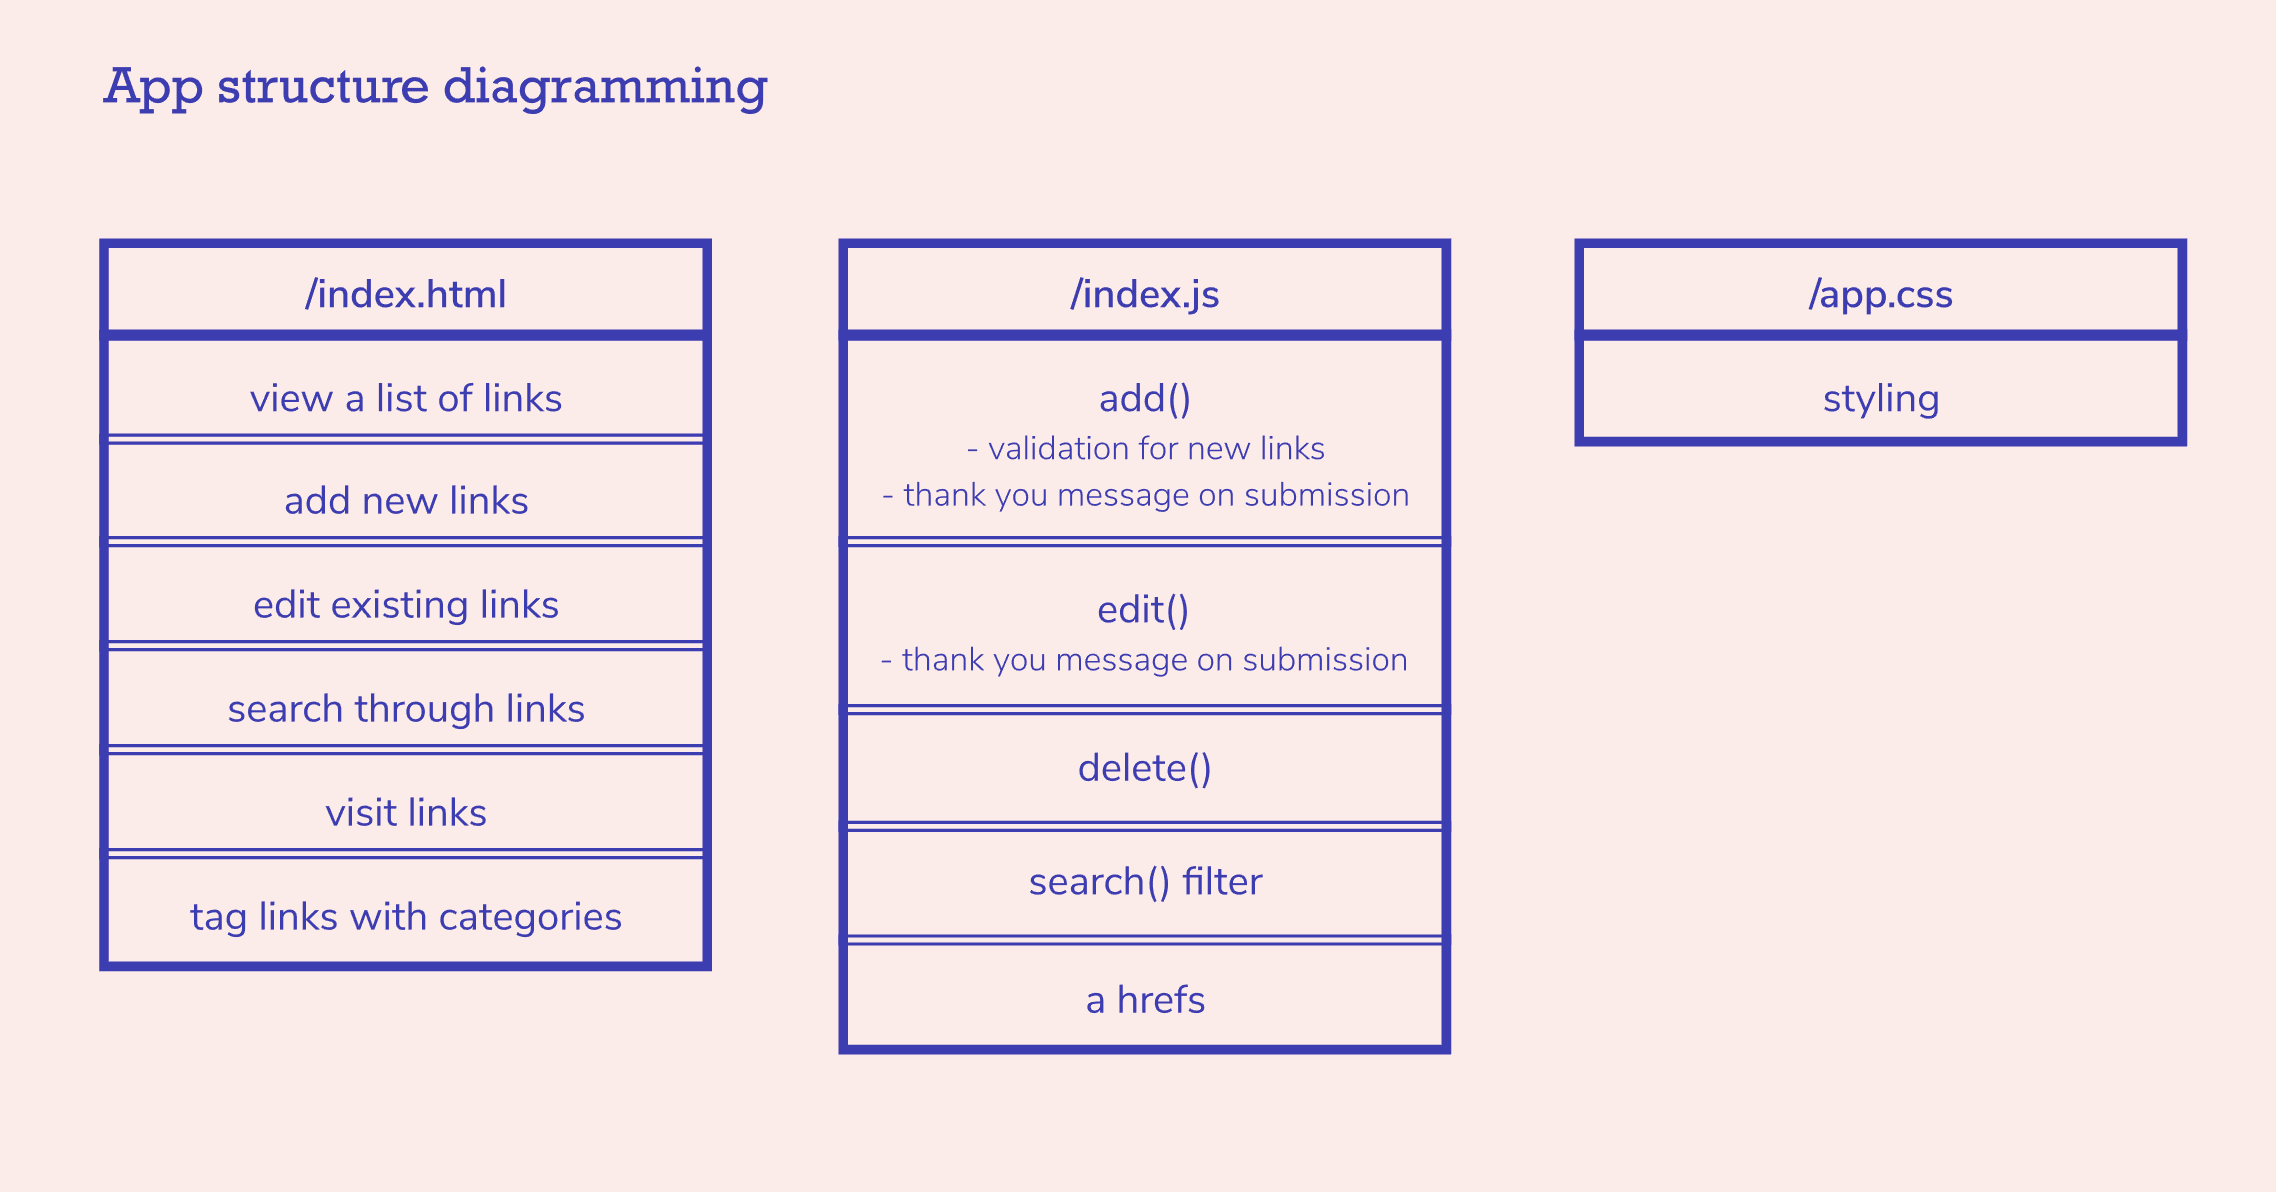 App structure diagramming
/index.html
view a list of links
add new links
edit existing links
search through links
visit links
tag links with categories
/index.js
add()
- validation for new links
- thank you message on submission
edit()
- thank you message on submission
delete()
search() filter
a hrefs
/app.css
styling